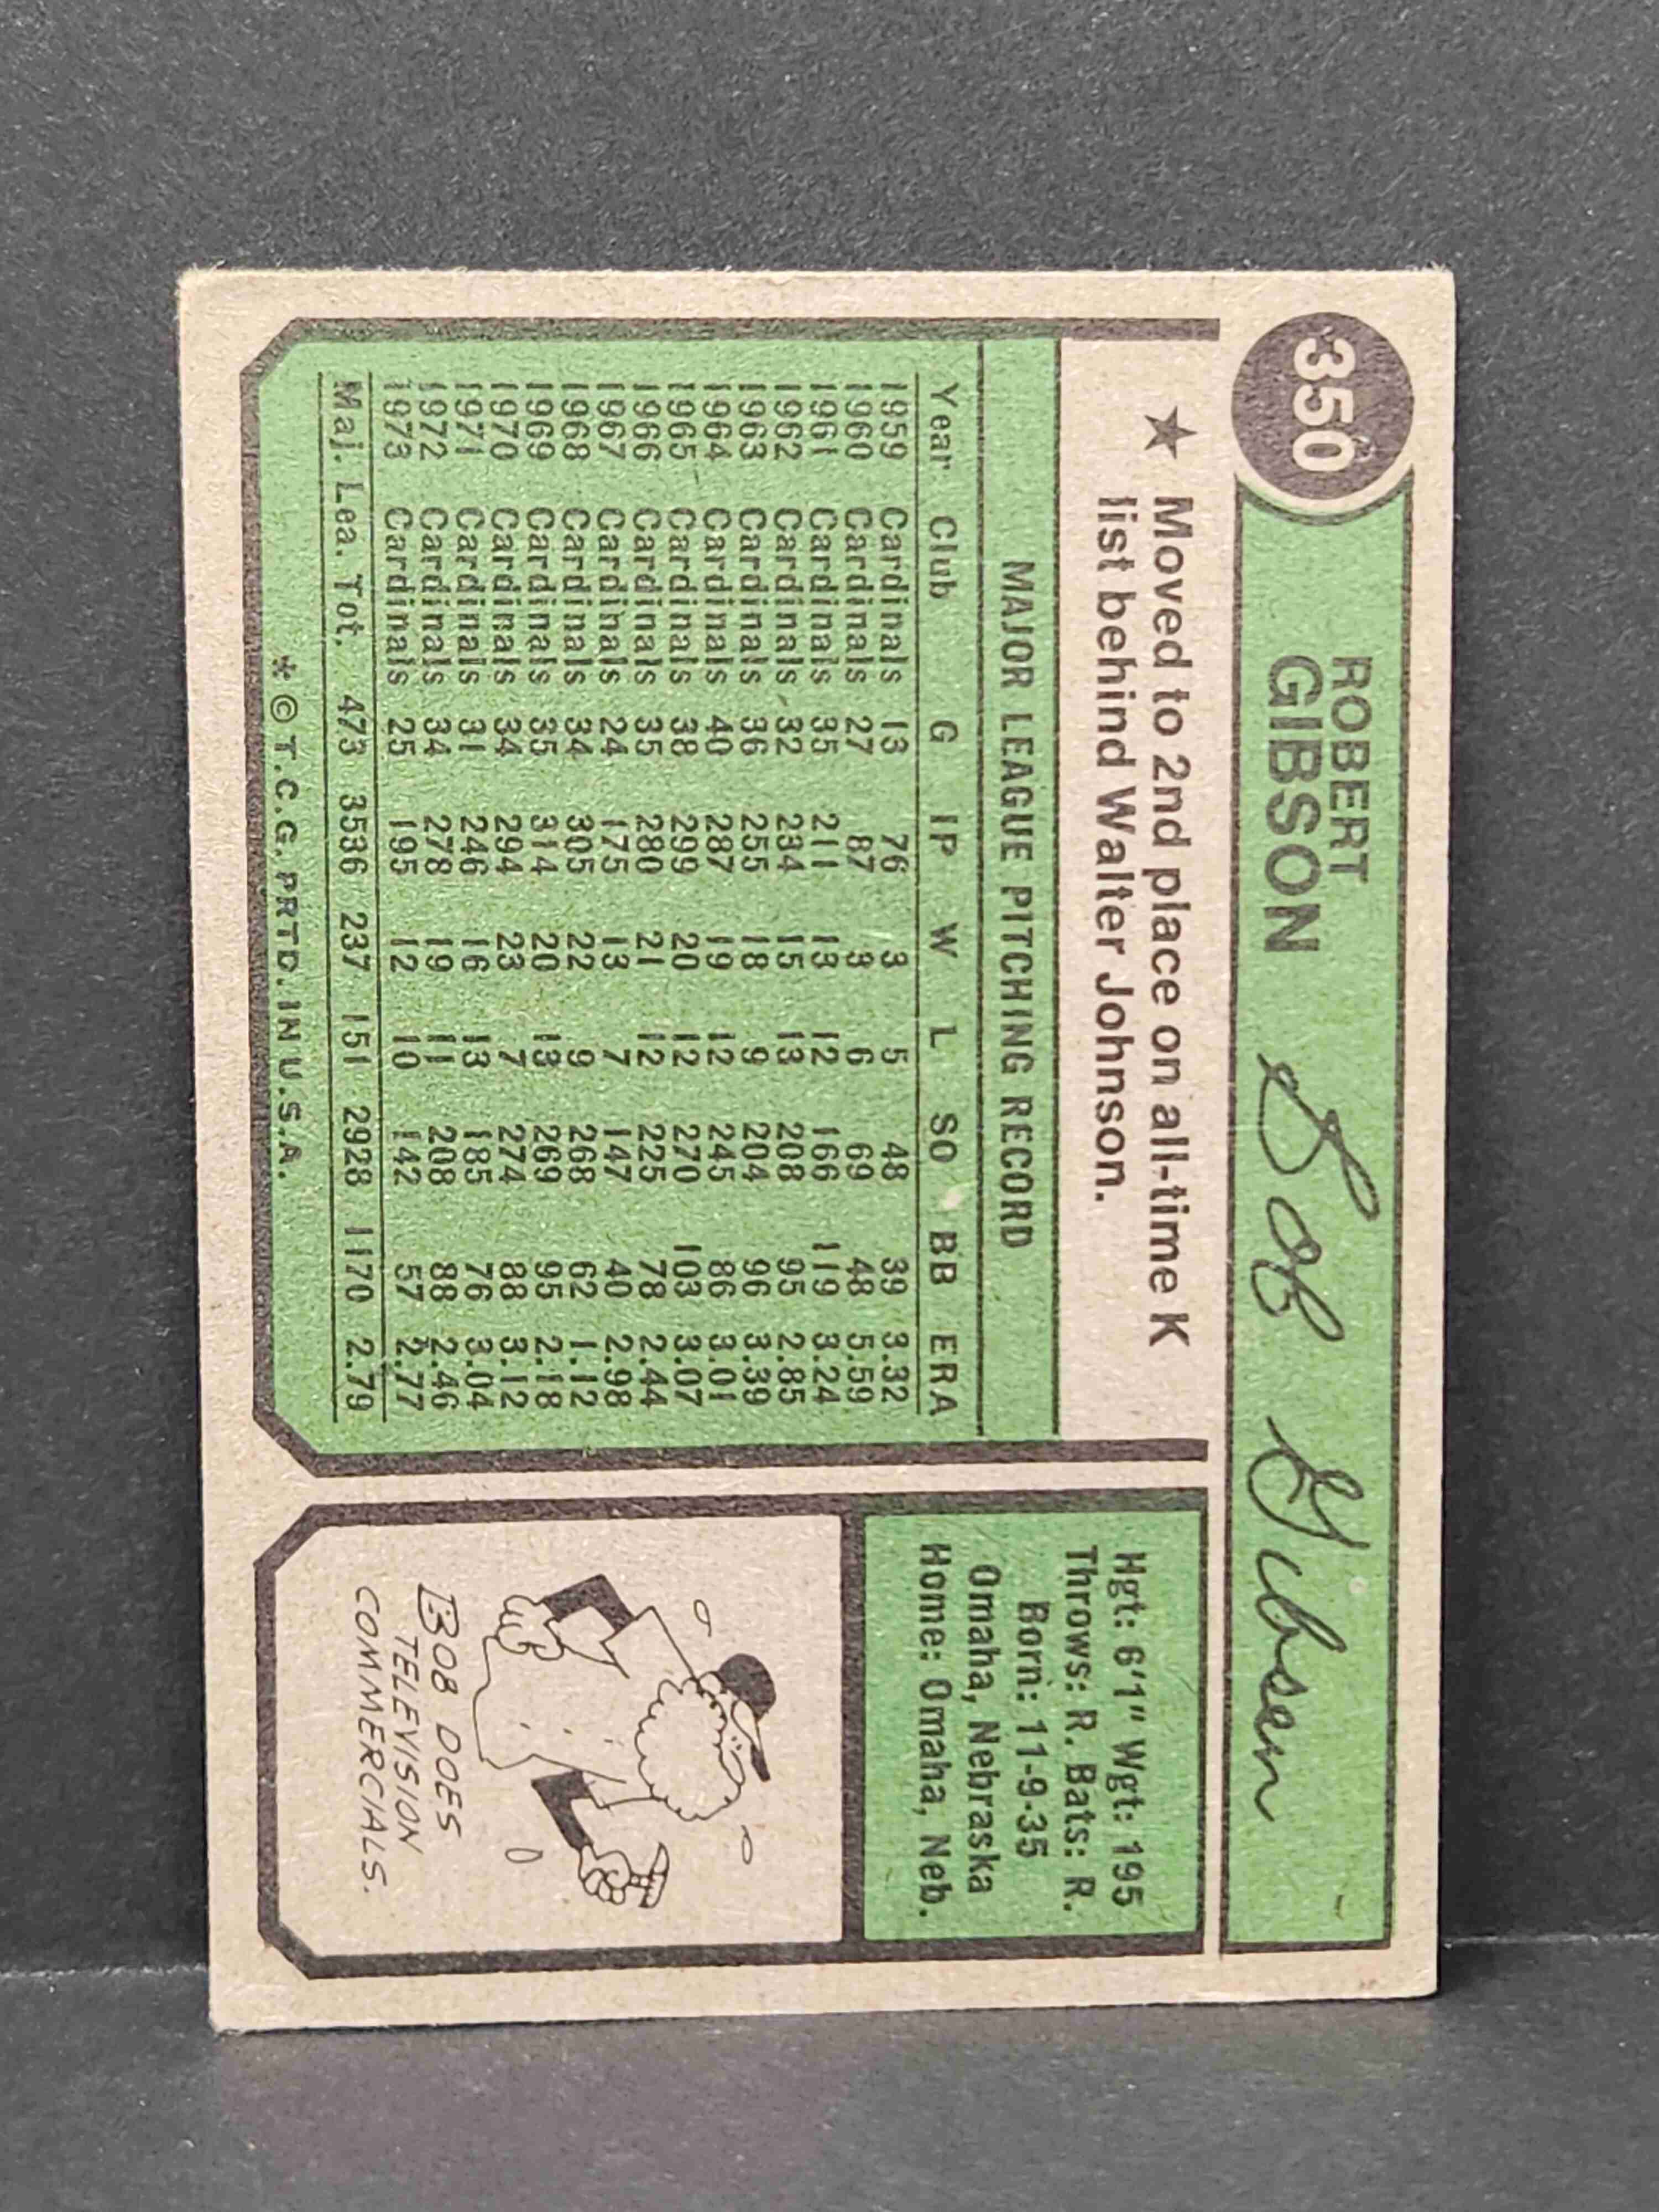 350
ROBERT
GIBSON
Bob Gibson
★ Moved to 2nd place on all-time K
list behind Walter Johnson.
MAJOR LEAGUE PITCHING RECORD
Year Club G IP W L SO BB ERA
1959 Cardinals 13 76 3 5 48 39 3.32
1960 Cardinals 27 87 3 6 69 48 5.59
1961 Cardinals 35 211 13 12 166 119 3.24
1962 Cardinals 32 234 15 13 208 95 2.85
1963 Cardinals 36 255 18 9 204 96 3.39
1964 Cardinals 40 287 19 12 245 86 3.01
1965 Cardinals 38 299 20 12 270 103 3.07
1966 Cardinals 35 280 21 12 225 78 2.44
1967 Cardinals 24 175 13 7 147 40 2.98
1968 Cardinals 34 305 22 9 268 62 1.12
1969 Cardinals 35 314 20 13 269 95 2.18
1970 Cardinals 34 294 23 7 274 88 3.12
1971 Cardinals 31 246 16 13 185 76 3.04
1972 Cardinals 34 278 19 11 208 88 2.46
1973 Cardinals 25 195 12 10 142 57 2.77
Maj. Lea. Tot. 473 3536 237 151 2928 1170 2.79
* © T.C.G. PRTD. IN U.S.A.
Hgt: 6'1" Wgt: 195
Throws: R. Bats: R.
Born: 11-9-35
Omaha, Nebraska
Home: Omaha, Neb.
BOB DOES
TELEVISION
COMMERCIALS.